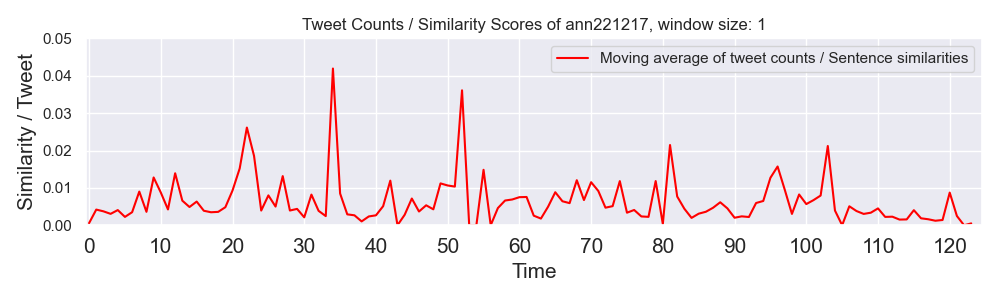 Tweet Counts / Similarity Scores of ann221217, window size: 1
Moving average of tweet counts / Sentence similarities
Similarity / Tweet
0.05
0.04
0.03
0.02
0.01
0.00
0 10 20 30 40 50 60 70 80 90 100 110 120
Time